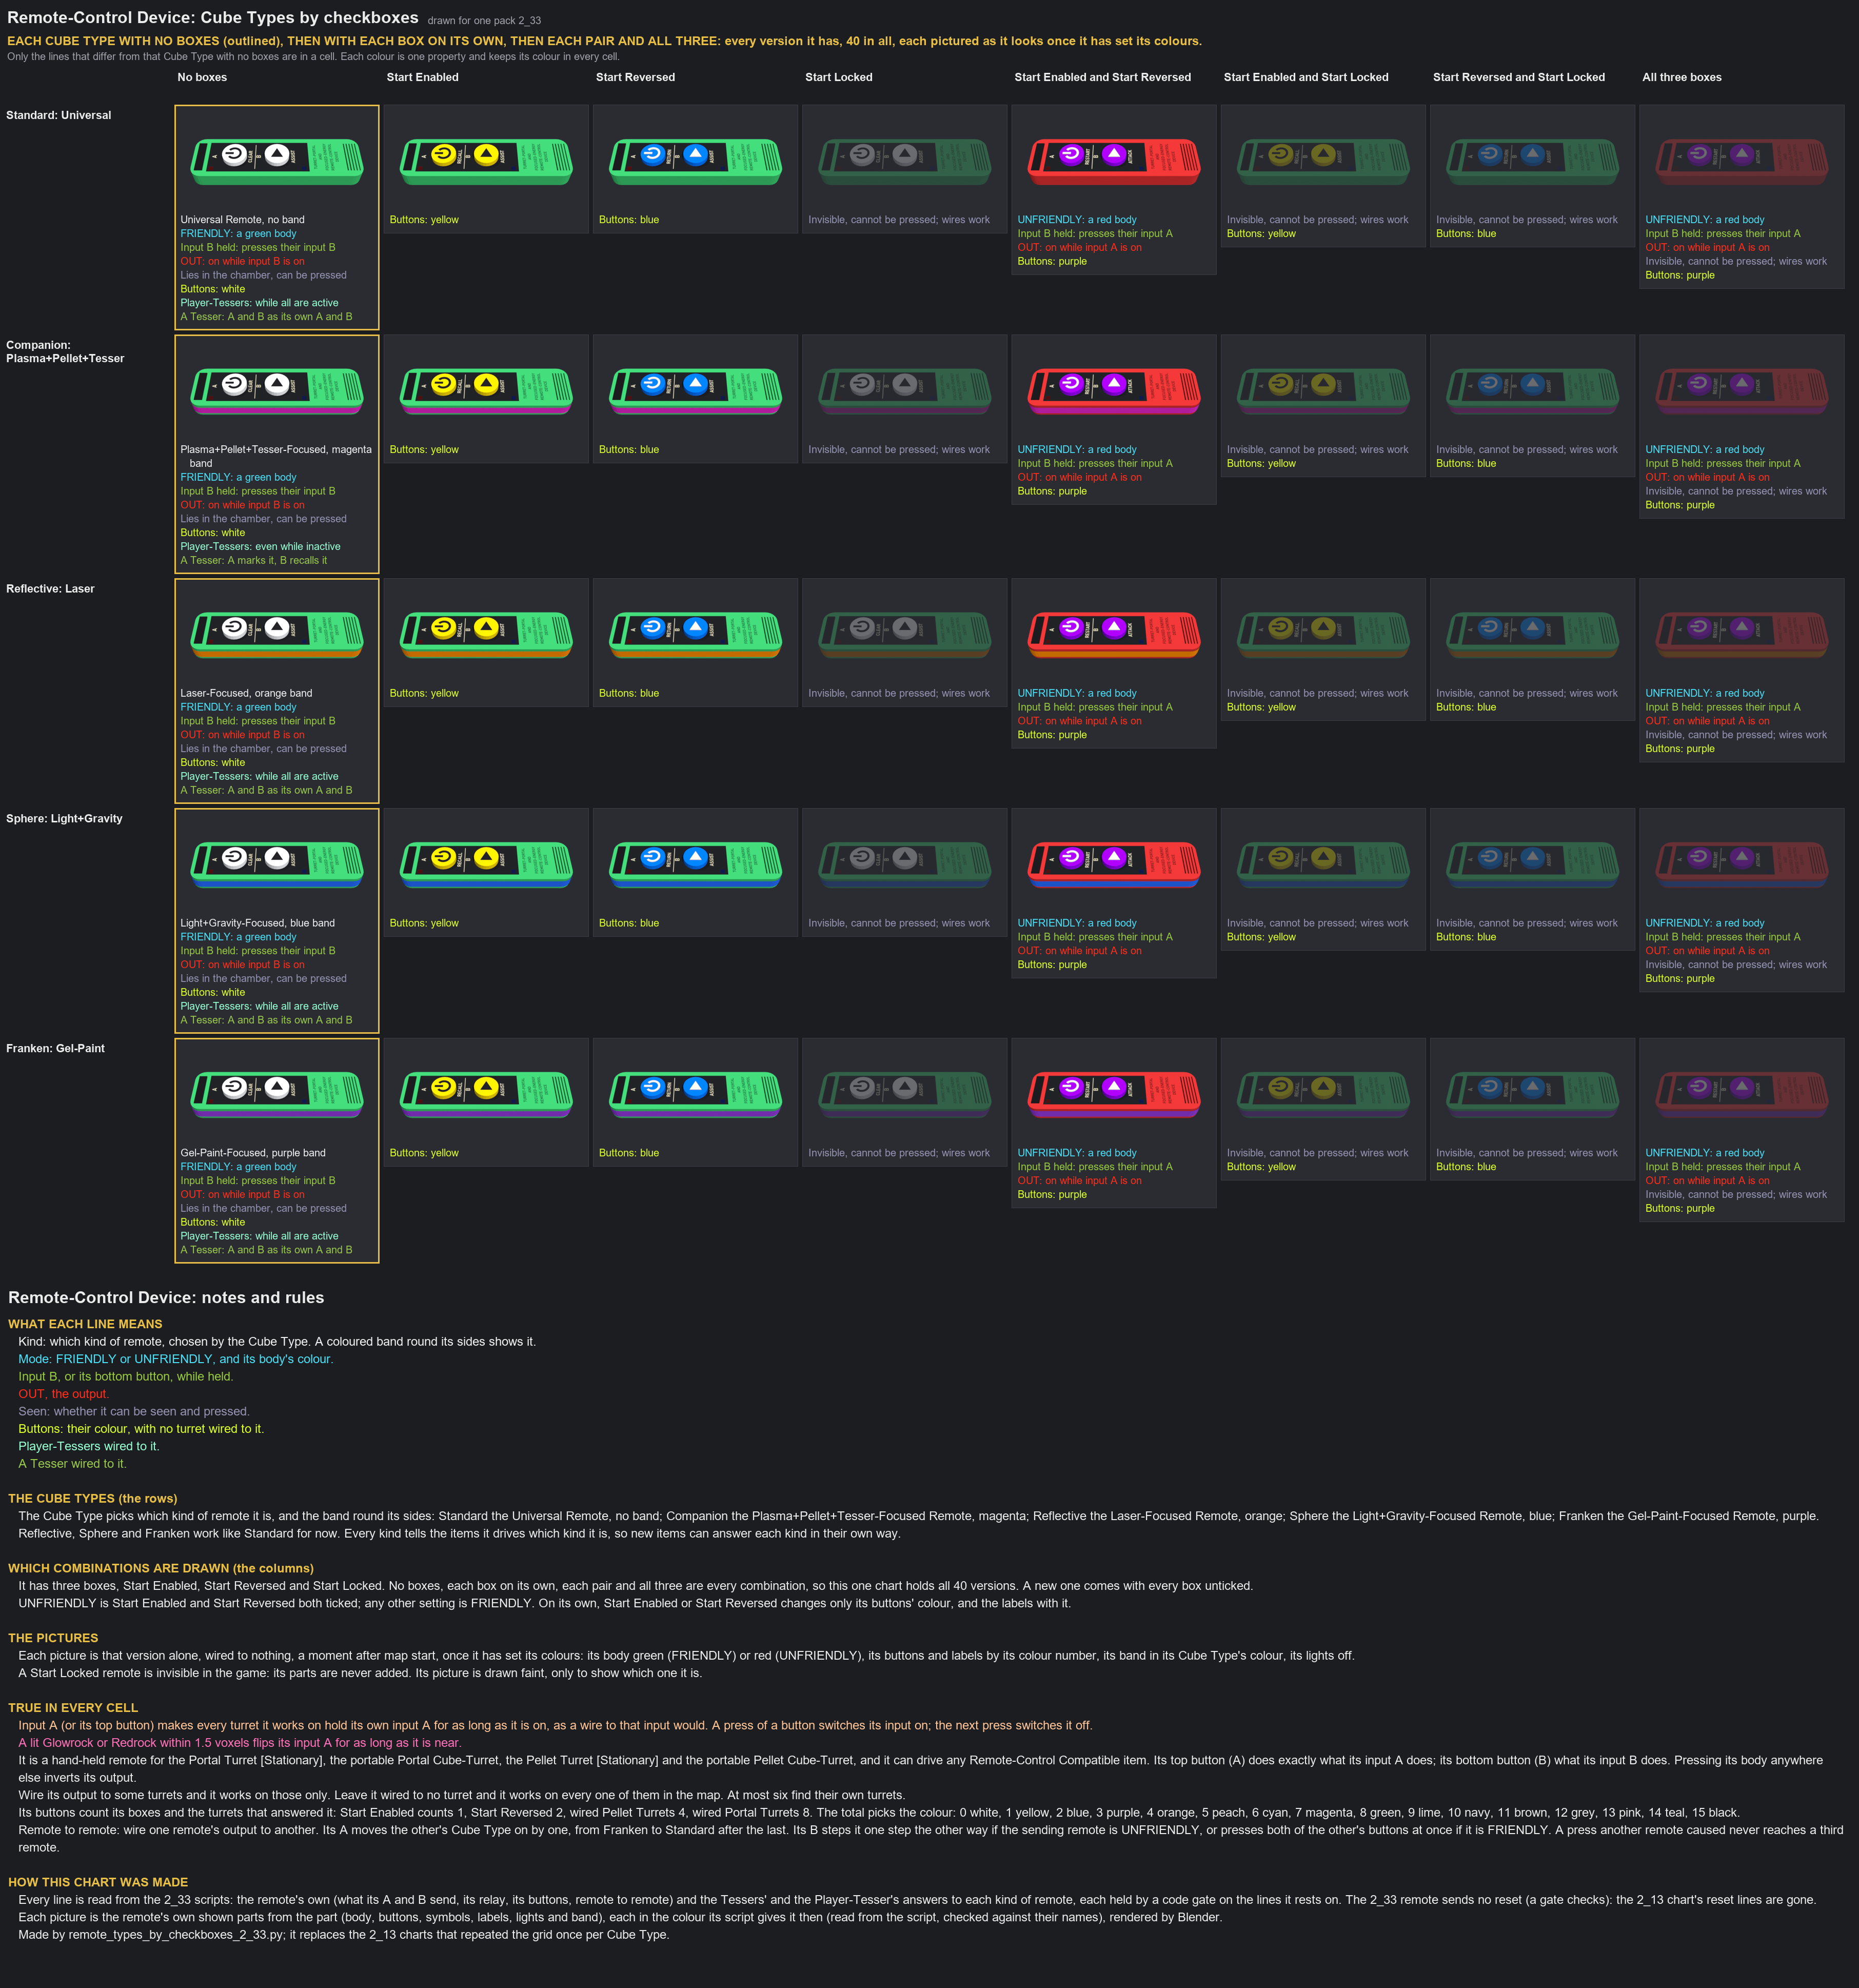 Remote-Control Device: Cube Types by checkboxes drawn for one pack 2_33
EACH CUBE TYPE WITH NO BOXES (outlined), THEN WITH EACH BOX ON ITS OWN, THEN EACH PAIR AND ALL THREE: every version it has, 40 in all, each pictured as it looks once it has set its colours.
Only the lines that differ from that Cube Type with no boxes are in a cell. Each colour is one property and keeps its colour in every cell.
No boxes
Start Enabled
Start Reversed
Start Locked
Start Enabled and Start Reversed
Start Enabled and Start Locked
Start Reversed and Start Locked
All three boxes
Standard: Universal
Universal Remote, no band
FRIENDLY: a green body
Input B held: presses their input B
OUT: on while input B is on
Lies in the chamber, can be pressed
Buttons: white
Player-Tessers: while all are active
A Tesser: A and B as its own A and B
Buttons: yellow
Buttons: blue
Invisible, cannot be pressed; wires work
UNFRIENDLY: a red body
Input B held: presses their input A
OUT: on while input A is on
Buttons: purple
Invisible, cannot be pressed; wires work
Buttons: yellow
Invisible, cannot be pressed; wires work
Buttons: blue
UNFRIENDLY: a red body
Input B held: presses their input A
OUT: on while input A is on
Invisible, cannot be pressed; wires work
Buttons: purple
Companion:
Plasma+Pellet+Tesser
Plasma+Pellet+Tesser-Focused, magenta
band
FRIENDLY: a green body
Input B held: presses their input B
OUT: on while input B is on
Lies in the chamber, can be pressed
Buttons: white
Player-Tessers: even while inactive
A Tesser: A marks it, B recalls it
Buttons: yellow
Buttons: blue
Invisible, cannot be pressed; wires work
UNFRIENDLY: a red body
Input B held: presses their input A
OUT: on while input A is on
Buttons: purple
Invisible, cannot be pressed; wires work
Buttons: yellow
Invisible, cannot be pressed; wires work
Buttons: blue
UNFRIENDLY: a red body
Input B held: presses their input A
OUT: on while input A is on
Invisible, cannot be pressed; wires work
Buttons: purple
Reflective: Laser
Laser-Focused, orange band
FRIENDLY: a green body
Input B held: presses their input B
OUT: on while input B is on
Lies in the chamber, can be pressed
Buttons: white
Player-Tessers: while all are active
A Tesser: A and B as its own A and B
Buttons: yellow
Buttons: blue
Invisible, cannot be pressed; wires work
UNFRIENDLY: a red body
Input B held: presses their input A
OUT: on while input A is on
Buttons: purple
Invisible, cannot be pressed; wires work
Buttons: yellow
Invisible, cannot be pressed; wires work
Buttons: blue
UNFRIENDLY: a red body
Input B held: presses their input A
OUT: on while input A is on
Invisible, cannot be pressed; wires work
Buttons: purple
Sphere: Light+Gravity
Light+Gravity-Focused, blue band
FRIENDLY: a green body
Input B held: presses their input B
OUT: on while input B is on
Lies in the chamber, can be pressed
Buttons: white
Player-Tessers: while all are active
A Tesser: A and B as its own A and B
Buttons: yellow
Buttons: blue
Invisible, cannot be pressed; wires work
UNFRIENDLY: a red body
Input B held: presses their input A
OUT: on while input A is on
Buttons: purple
Invisible, cannot be pressed; wires work
Buttons: yellow
Invisible, cannot be pressed; wires work
Buttons: blue
UNFRIENDLY: a red body
Input B held: presses their input A
OUT: on while input A is on
Invisible, cannot be pressed; wires work
Buttons: purple
Franken: Gel-Paint
Gel-Paint-Focused, purple band
FRIENDLY: a green body
Input B held: presses their input B
OUT: on while input B is on
Lies in the chamber, can be pressed
Buttons: white
Player-Tessers: while all are active
A Tesser: A and B as its own A and B
Buttons: yellow
Buttons: blue
Invisible, cannot be pressed; wires work
UNFRIENDLY: a red body
Input B held: presses their input A
OUT: on while input A is on
Buttons: purple
Invisible, cannot be pressed; wires work
Buttons: yellow
Invisible, cannot be pressed; wires work
Buttons: blue
UNFRIENDLY: a red body
Input B held: presses their input A
OUT: on while input A is on
Invisible, cannot be pressed; wires work
Buttons: purple
Remote-Control Device: notes and rules
WHAT EACH LINE MEANS
Kind: which kind of remote, chosen by the Cube Type. A coloured band round its sides shows it.
Mode: FRIENDLY or UNFRIENDLY, and its body's colour.
Input B, or its bottom button, while held.
OUT, the output.
Seen: whether it can be seen and pressed.
Buttons: their colour, with no turret wired to it.
Player-Tessers wired to it.
A Tesser wired to it.
THE CUBE TYPES (the rows)
The Cube Type picks which kind of remote it is, and the band round its sides: Standard the Universal Remote, no band; Companion the Plasma+Pellet+Tesser-Focused Remote, magenta; Reflective the Laser-Focused Remote, orange; Sphere the Light+Gravity-Focused Remote, blue; Franken the Gel-Paint-Focused Remote, purple.
Reflective, Sphere and Franken work like Standard for now. Every kind tells the items it drives which kind it is, so new items can answer each kind in their own way.
WHICH COMBINATIONS ARE DRAWN (the columns)
It has three boxes, Start Enabled, Start Reversed and Start Locked. No boxes, each box on its own, each pair and all three are every combination, so this one chart holds all 40 versions. A new one comes with every box unticked.
UNFRIENDLY is Start Enabled and Start Reversed both ticked; any other setting is FRIENDLY. On its own, Start Enabled or Start Reversed changes only its buttons' colour, and the labels with it.
THE PICTURES
Each picture is that version alone, wired to nothing, a moment after map start, once it has set its colours: its body green (FRIENDLY) or red (UNFRIENDLY), its buttons and labels by its colour number, its band in its Cube Type's colour, its lights off.
A Start Locked remote is invisible in the game: its parts are never added. Its picture is drawn faint, only to show which one it is.
TRUE IN EVERY CELL
Input A (or its top button) makes every turret it works on hold its own input A for as long as it is on, as a wire to that input would. A press of a button switches its input on; the next press switches it off.
A lit Glowrock or Redrock within 1.5 voxels flips its input A for as long as it is near.
It is a hand-held remote for the Portal Turret [Stationary], the portable Portal Cube-Turret, the Pellet Turret [Stationary] and the portable Pellet Cube-Turret, and it can drive any Remote-Control Compatible item. Its top button (A) does exactly what its input A does; its bottom button (B) what its input B does. Pressing its body anywhere
else inverts its output.
Wire its output to some turrets and it works on those only. Leave it wired to no turret and it works on every one of them in the map. At most six find their own turrets.
Its buttons count its boxes and the turrets that answered it: Start Enabled counts 1, Start Reversed 2, wired Pellet Turrets 4, wired Portal Turrets 8. The total picks the colour: 0 white, 1 yellow, 2 blue, 3 purple, 4 orange, 5 peach, 6 cyan, 7 magenta, 8 green, 9 lime, 10 navy, 11 brown, 12 grey, 13 pink, 14 teal, 15 black.
Remote to remote: wire one remote's output to another. Its A moves the other's Cube Type on by one, from Franken to Standard after the last. Its B steps it one step the other way if the sending remote is UNFRIENDLY, or presses both of the other's buttons at once if it is FRIENDLY. A press another remote caused never reaches a third
remote.
HOW THIS CHART WAS MADE
Every line is read from the 2_33 scripts: the remote's own (what its A and B send, its relay, its buttons, remote to remote) and the Tessers' and the Player-Tesser's answers to each kind of remote, each held by a code gate on the lines it rests on. The 2_33 remote sends no reset (a gate checks): the 2_13 chart's reset lines are gone.
Each picture is the remote's own shown parts from the part (body, buttons, symbols, labels, lights and band), each in the colour its script gives it then (read from the script, checked against their names), rendered by Blender.
Made by remote_types_by_checkboxes_2_33.py; it replaces the 2_13 charts that repeated the grid once per Cube Type.